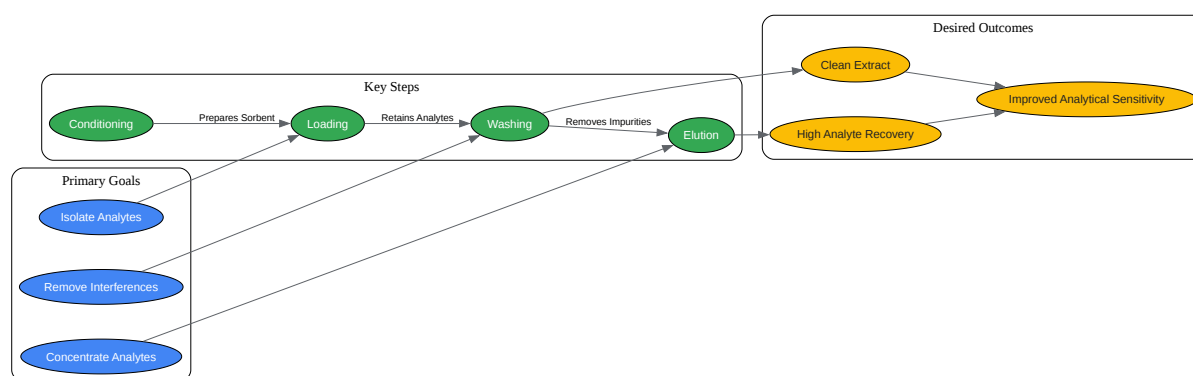 Desired Outcomes
Clean Extract
Improved Analytical Sensitivity
High Analyte Recovery
Key Steps
Conditioning
Prepares Sorbent
Loading
Retains Analytes
Washing
Removes Impurities
Elution
Primary Goals
Isolate Analytes
Remove Interferences
Concentrate Analytes